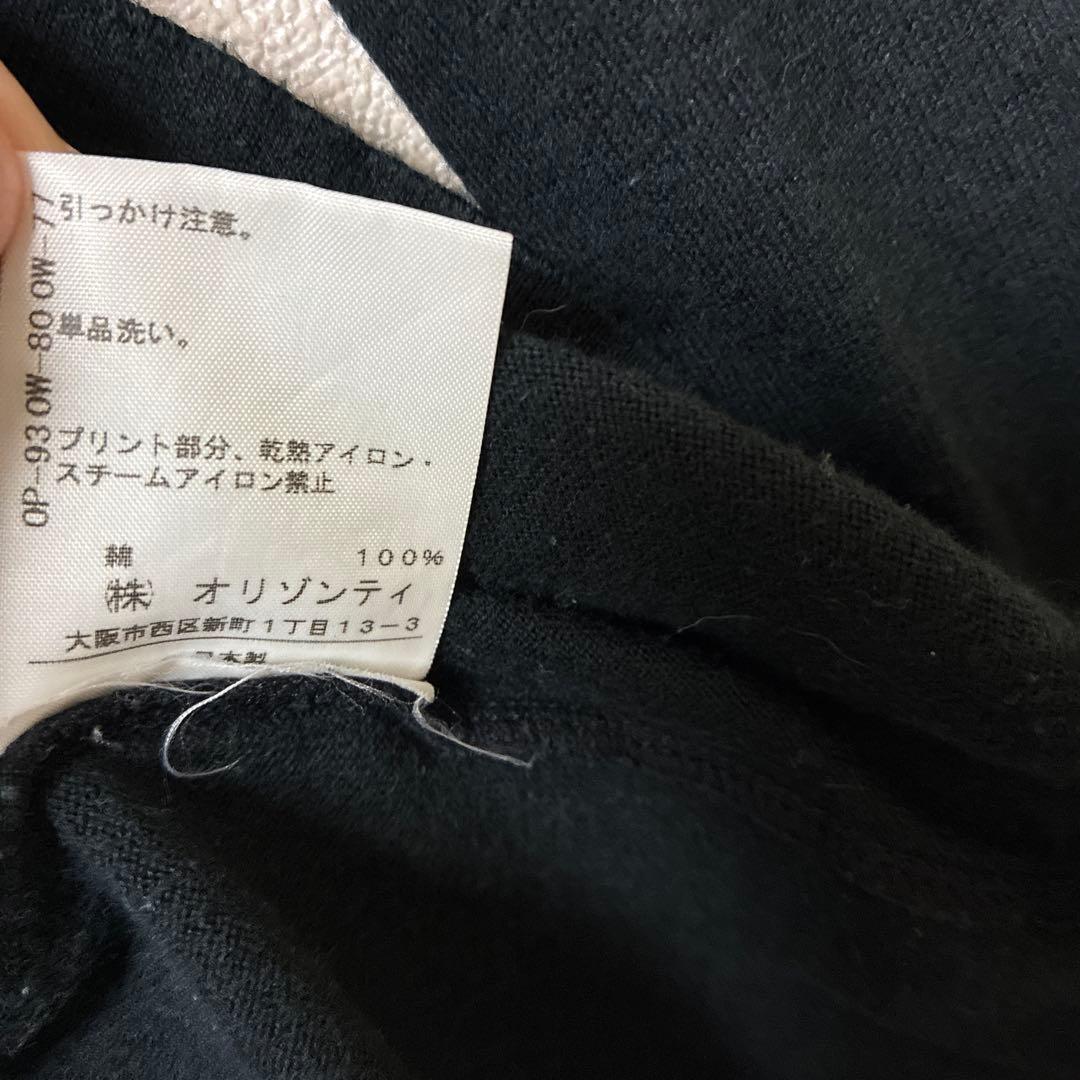 引っかけ注意。
単品洗い。
プリント部分、乾熱アイロン・
スチームアイロン禁止
綿 100%
㈱ オリゾンティ
大阪市西区新町1丁目13-3
日本製
OP-93 OW-80 OW-77